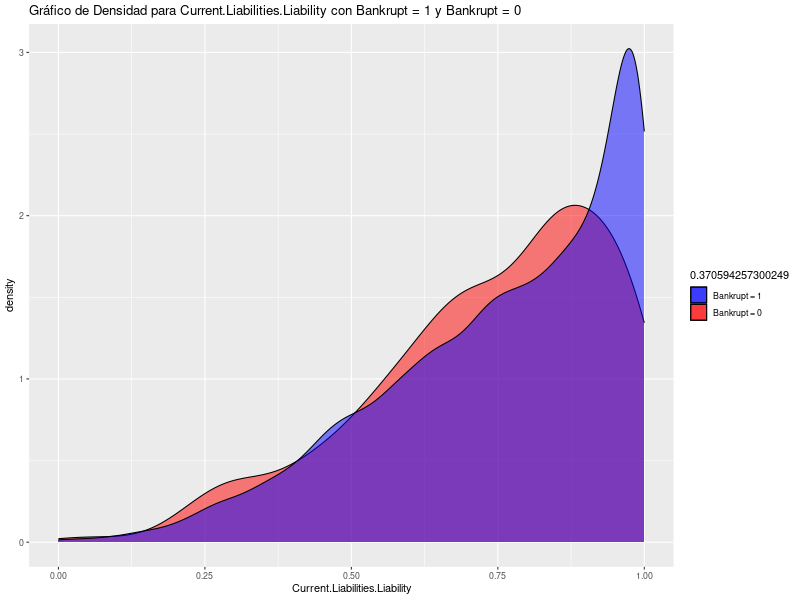 Gráfico de Densidad para Current.Liabilities.Liability con Bankrupt = 1 y Bankrupt = 0
3
2
1
0
density
0.00 0.25 0.50 0.75 1.00
Current.Liabilities.Liability
0.370594257300249
Bankrupt = 1
Bankrupt = 0